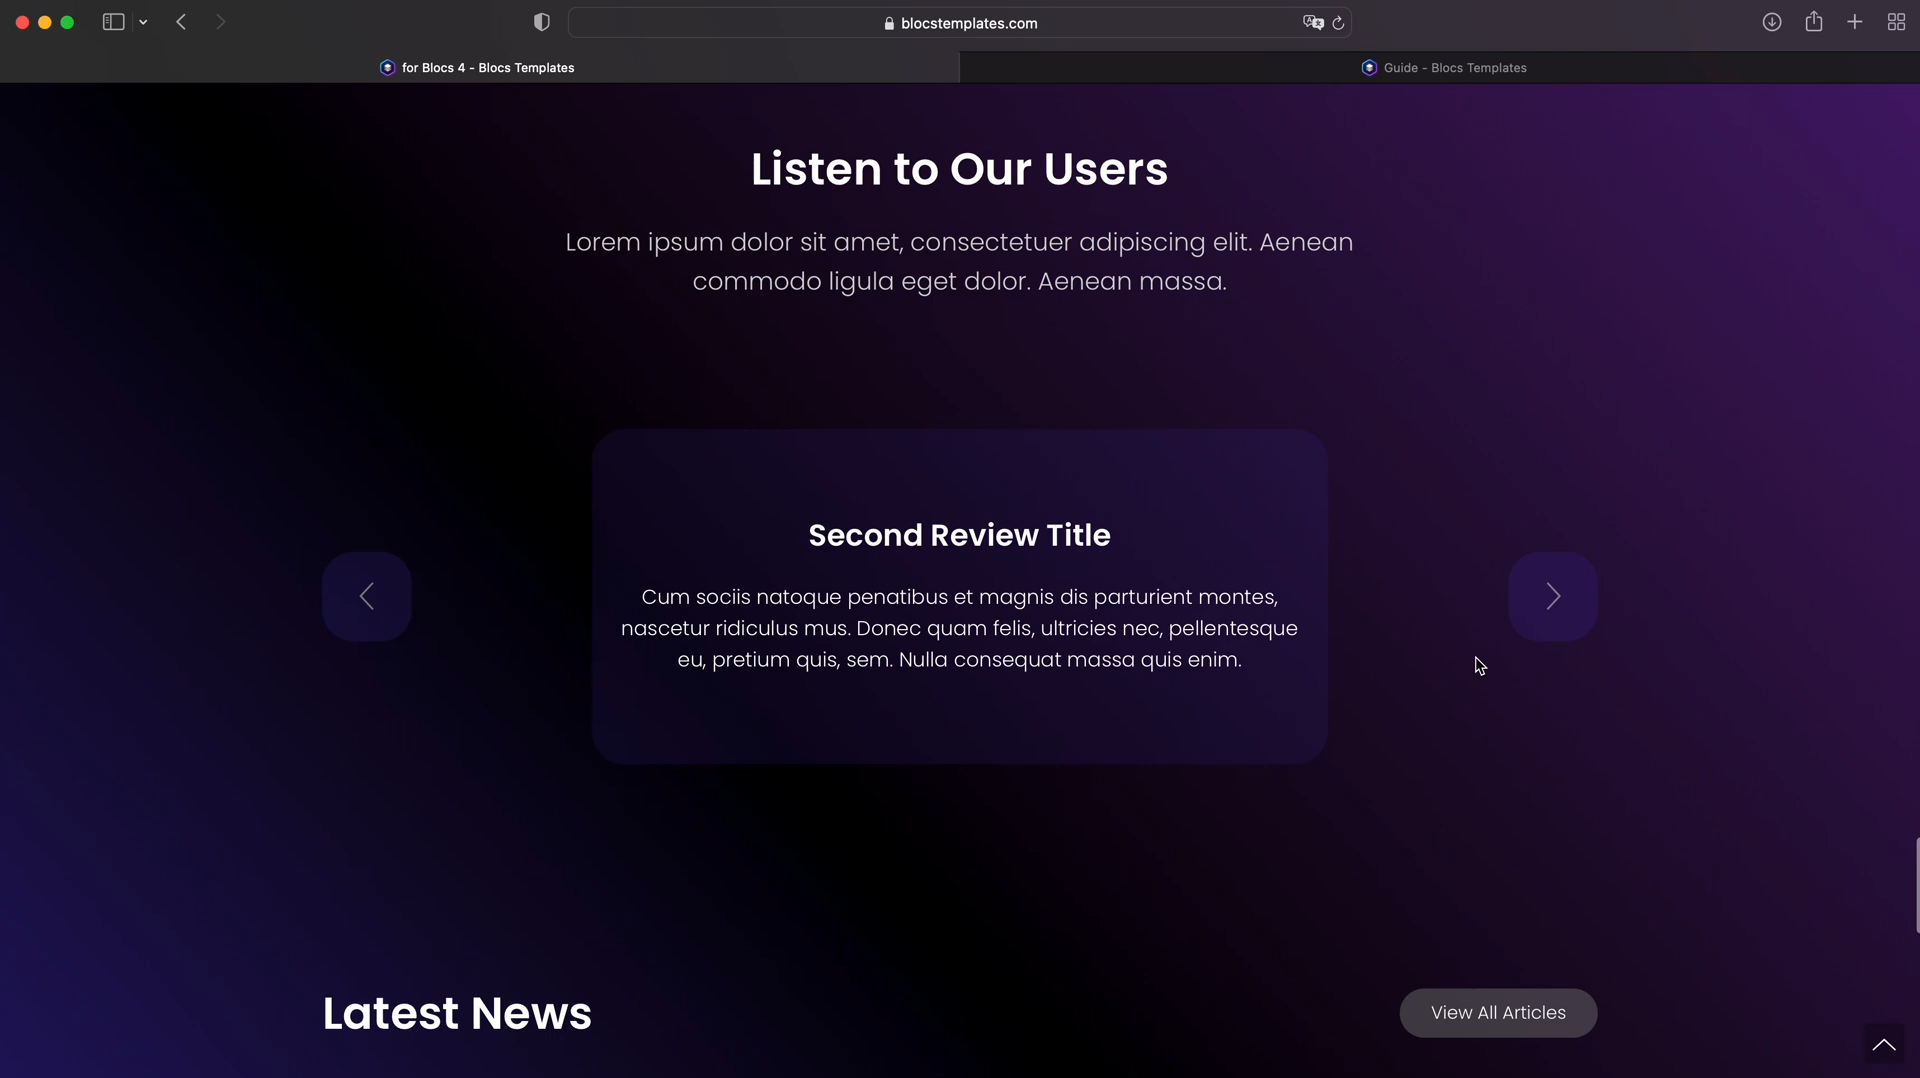 blocstemplates.com
for Blocs 4 - Blocs Templates
Guide - Blocs Templates
Listen to Our Users
Lorem ipsum dolor sit amet, consectetuer adipiscing elit. Aenean
commodo ligula eget dolor. Aenean massa.
Second Review Title
Cum sociis natoque penatibus et magnis dis parturient montes,
nascetur ridiculus mus. Donec quam felis, ultricies nec, pellentesque
eu, pretium quis, sem. Nulla consequat massa quis enim.
Latest News
View All Articles